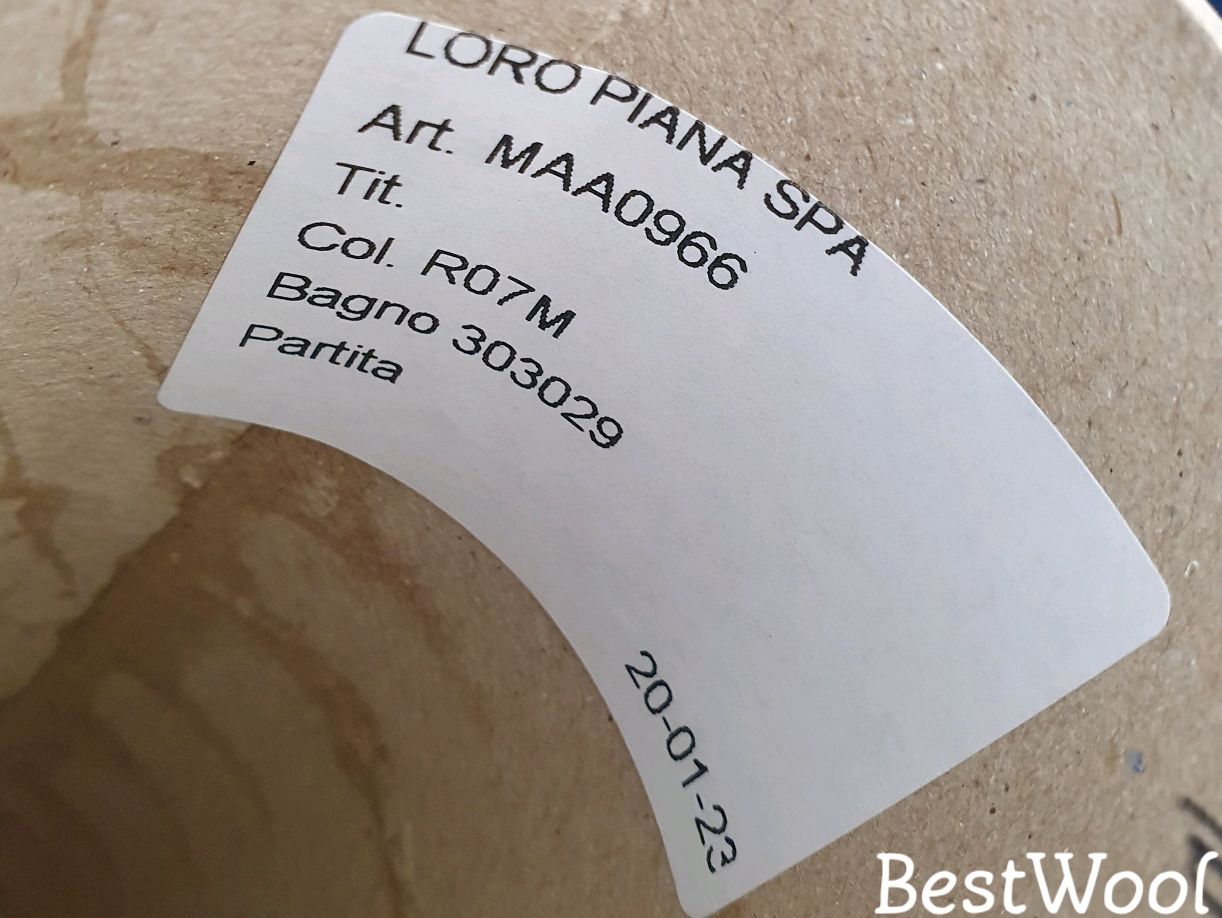 LORO PIANA SPA
Art. MAA0966
Tit.
Col. R07M
Bagno 303029
Partita
20-01-23
BestWool